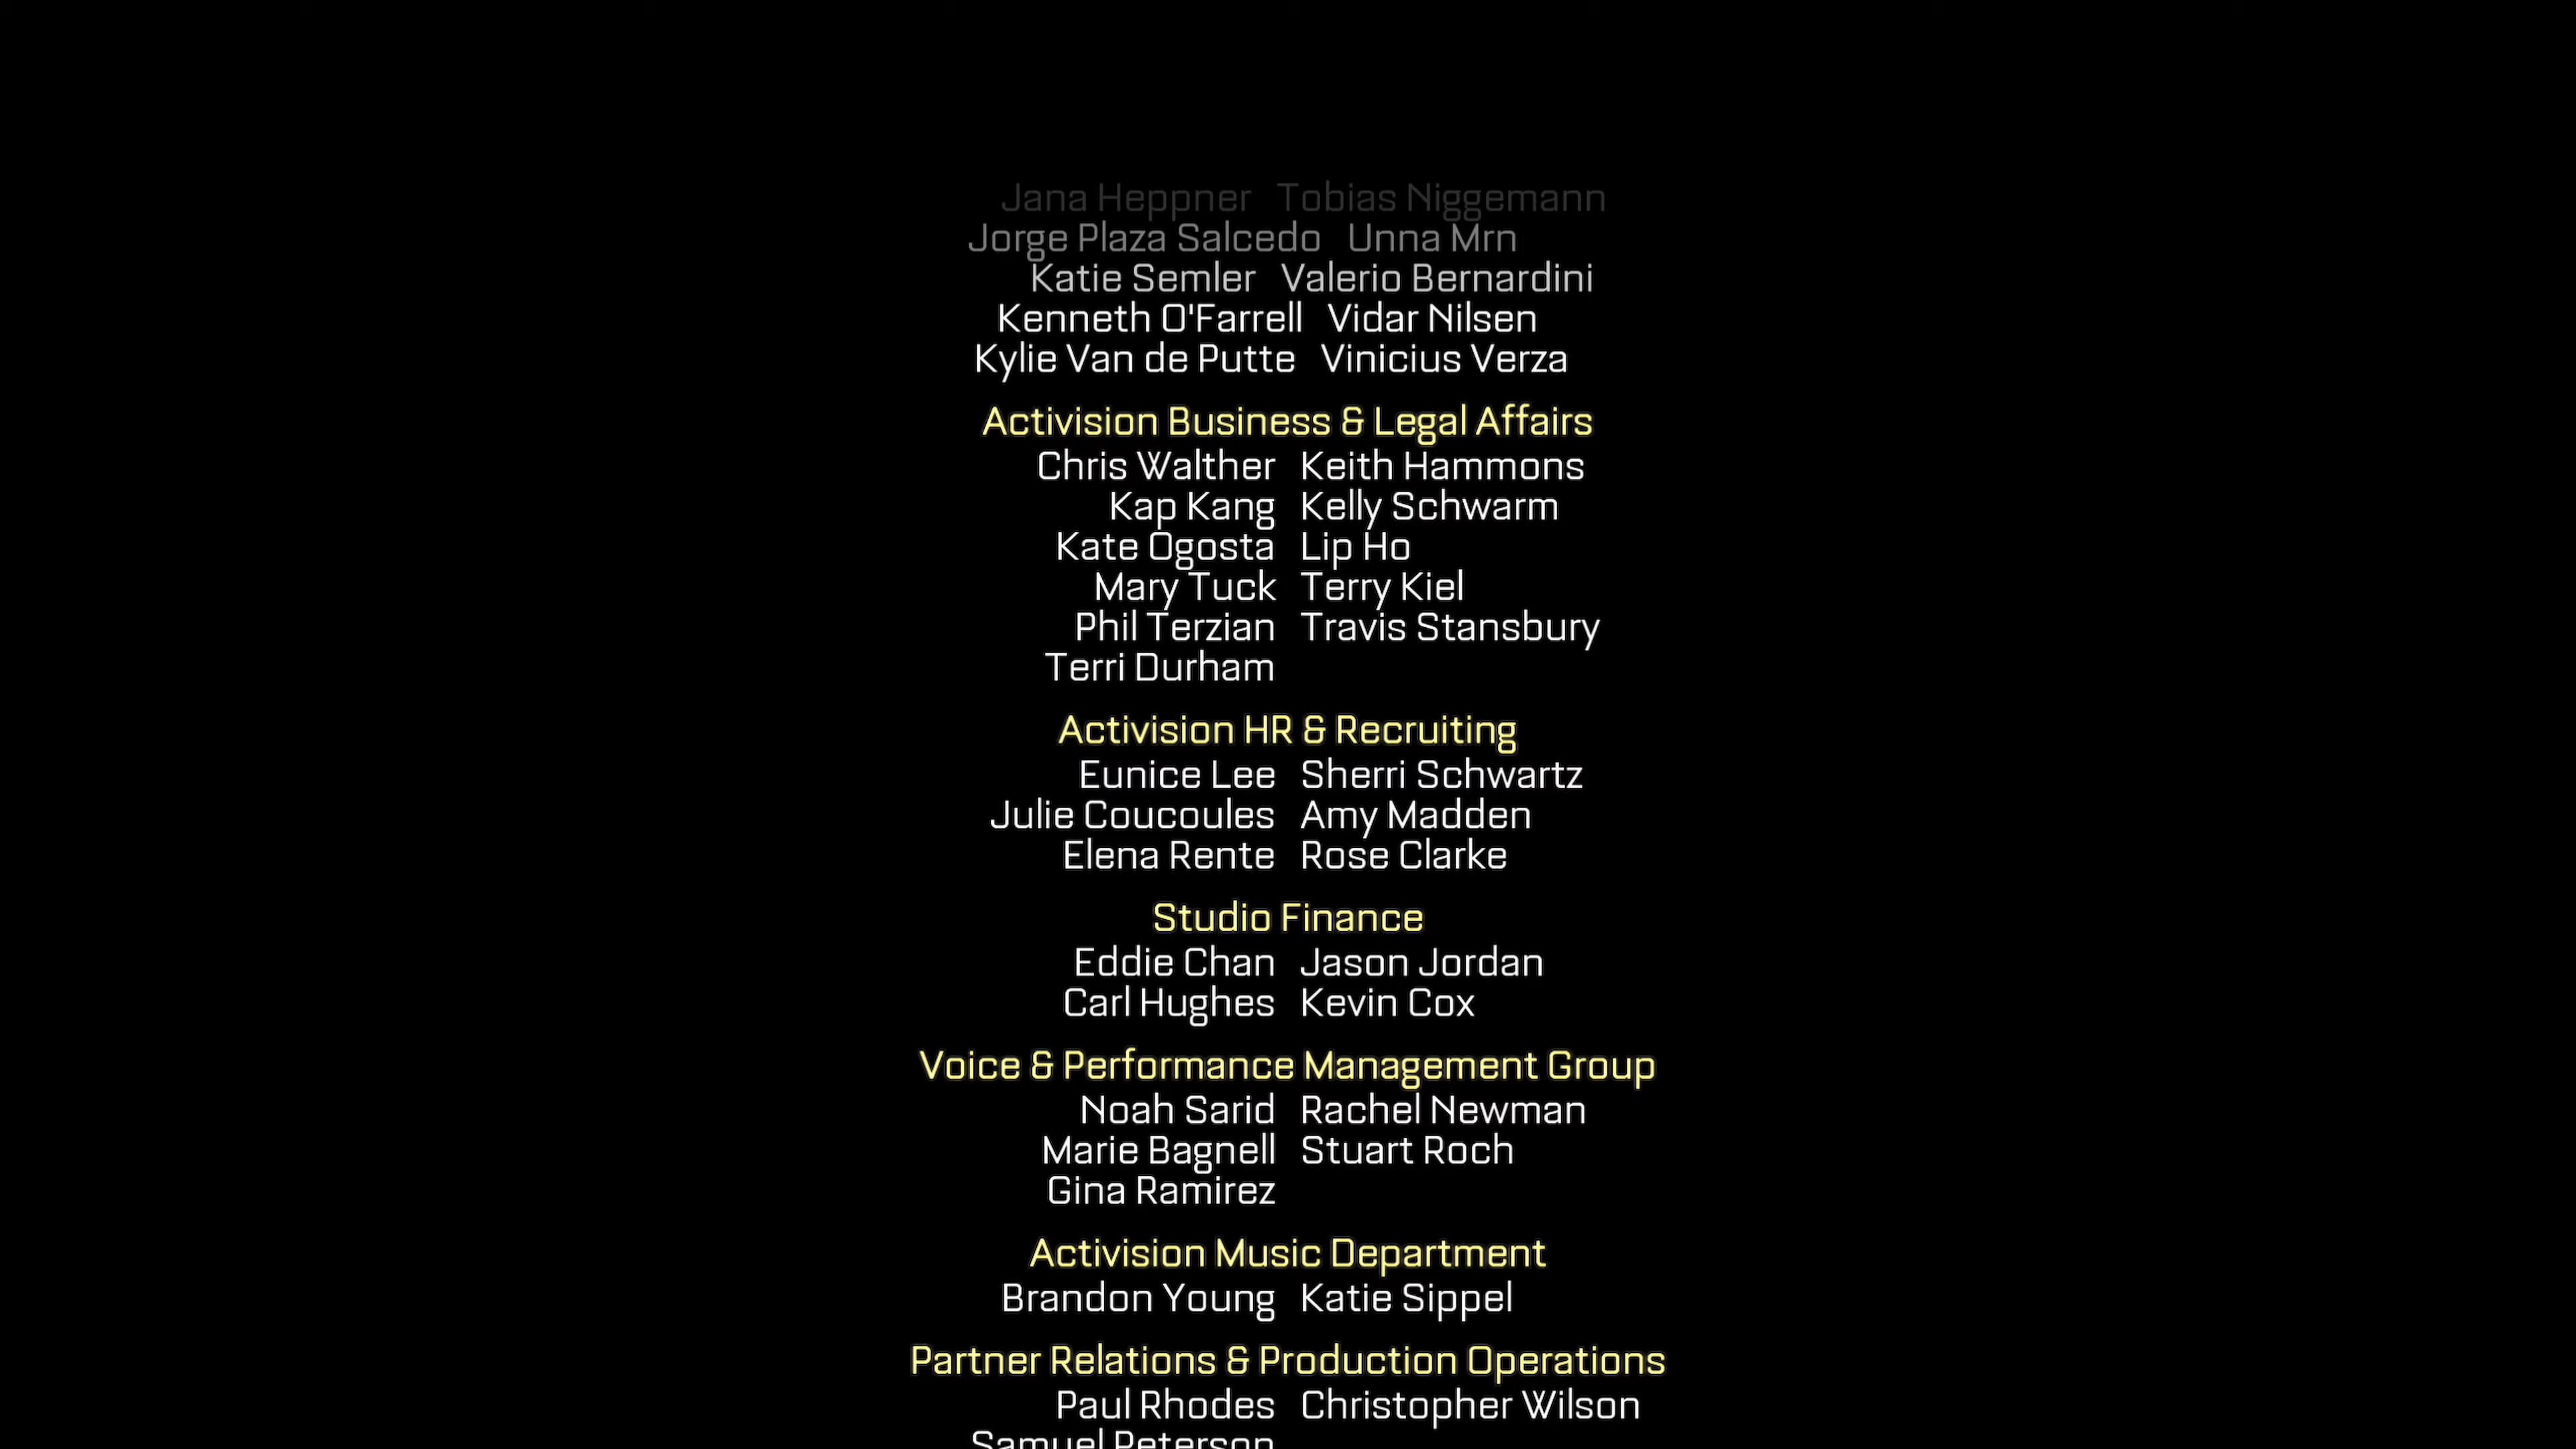 Jana Heppner Tobias Niggemann
Jorge Plaza Salcedo Unna Mrn
Katie Semler Valerio Bernardini
Kenneth O'Farrell Vidar Nilsen
Kylie Van de Putte Vinicius Verza
Activision Business & Legal Affairs
Chris Walther Keith Hammons
Kap Kang Kelly Schwarm
Kate Ogosta Lip Ho
Mary Tuck Terry Kiel
Phil Terzian Travis Stansbury
Terri Durham
Activision HR & Recruiting
Eunice Lee Sherri Schwartz
Julie Coucoules Amy Madden
Elena Rente Rose Clarke
Studio Finance
Eddie Chan Jason Jordan
Carl Hughes Kevin Cox
Voice & Performance Management Group
Noah Sarid Rachel Newman
Marie Bagnell Stuart Roch
Gina Ramirez
Activision Music Department
Brandon Young Katie Sippel
Partner Relations & Production Operations
Paul Rhodes Christopher Wilson
Samuel Peterson